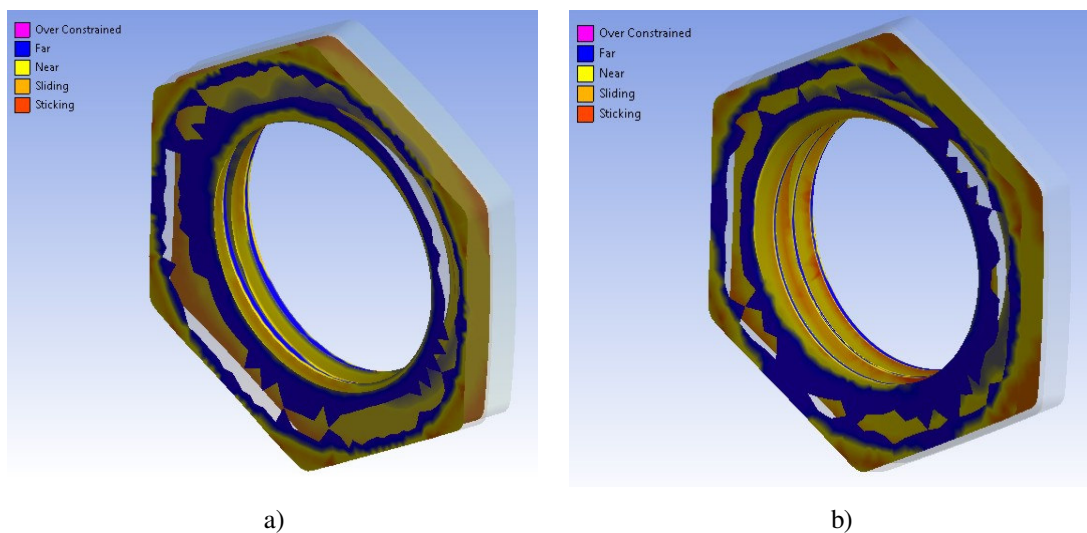 Over Constrained
Far
Near
Sliding
Sticking
Over Constrained
Far
Near
Sliding
Sticking
a)
b)